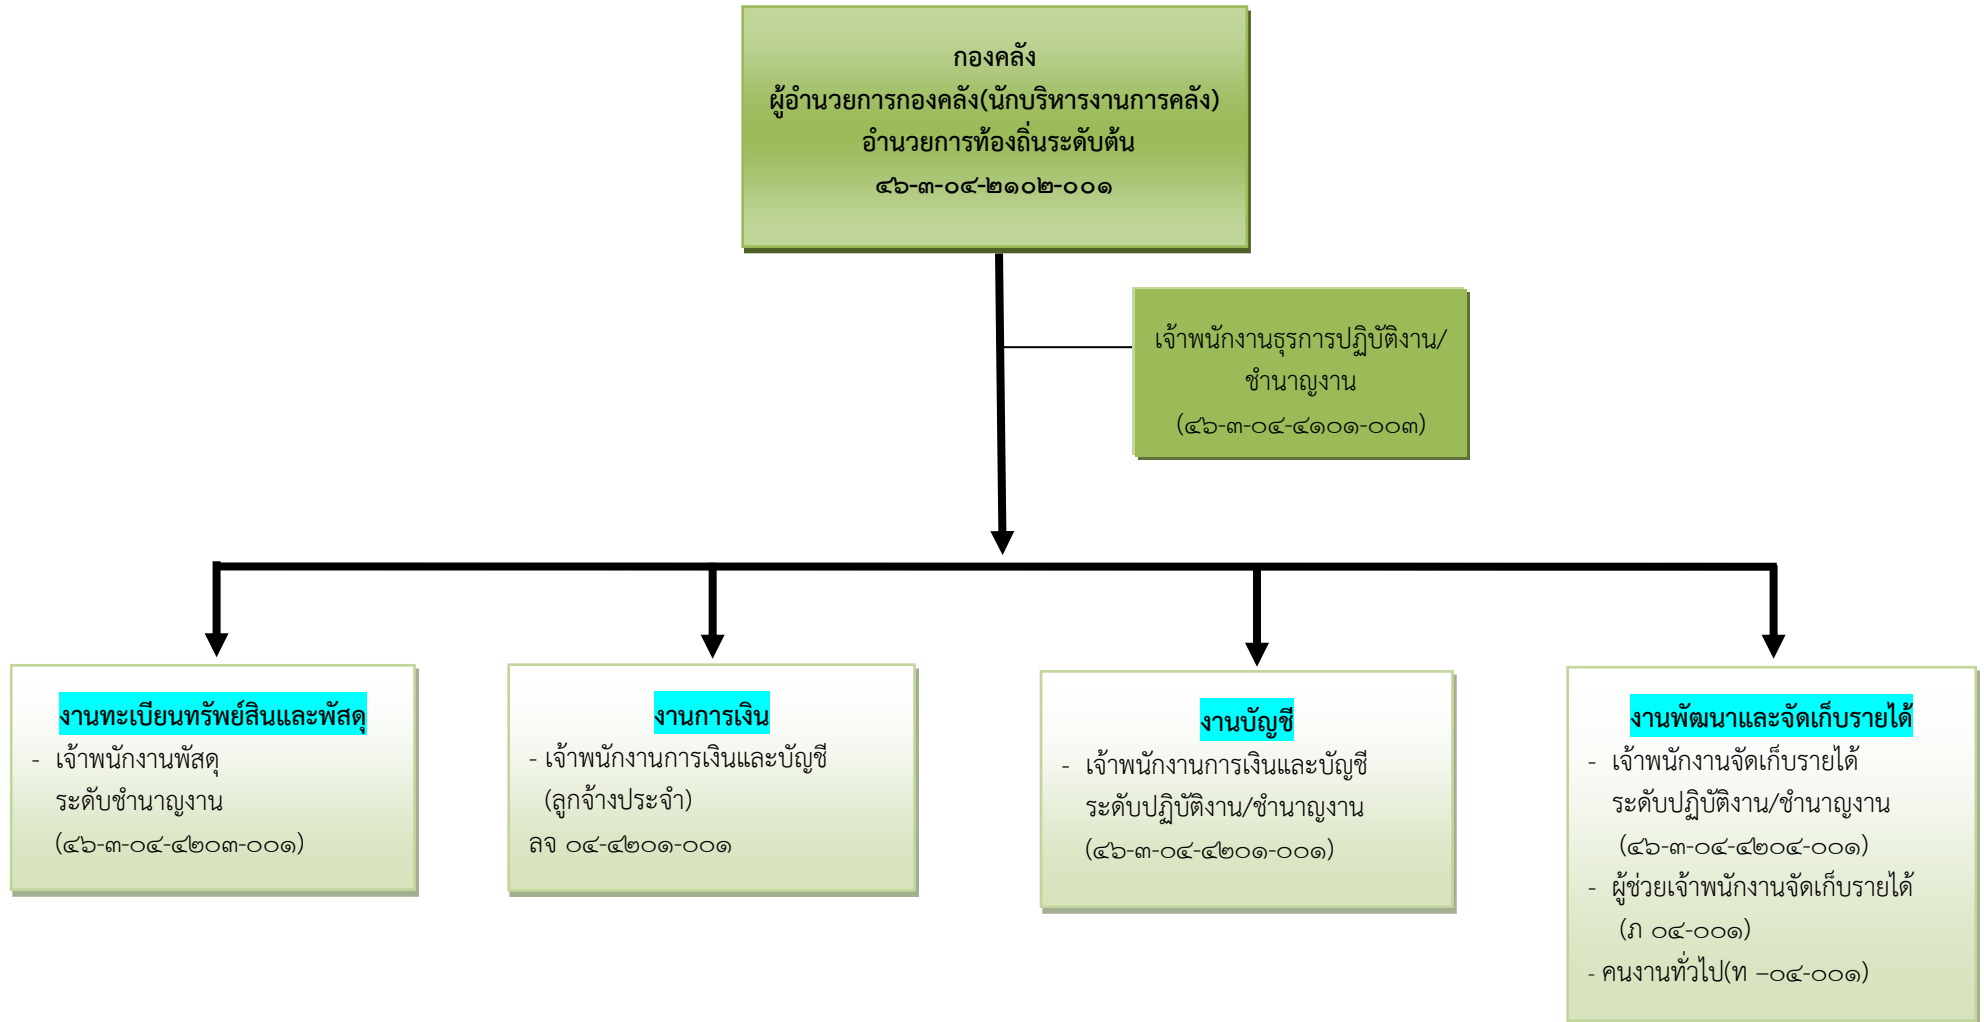 กองคลัง
ผู้อำนวยการกองคลัง(นักบริหารงานการคลัง)
อำนวยการท้องถิ่นระดับต้น
๔๖-๓-๐๔-๒๑๐๒-๐๐๑
เจ้าพนักงานธุรการปฏิบัติงาน/
ชำนาญงาน
(๔๖-๓-๐๔-๔๑๐๑-๐๐๓)
งานทะเบียนทรัพย์สินและพัสดุ
- เจ้าพนักงานพัสดุ
ระดับชำนาญงาน
(๔๖-๓-๐๔-๔๒๐๓-๐๐๑)
งานการเงิน
- เจ้าพนักงานการเงินและบัญชี
(ลูกจ้างประจำ)
ลจ ๐๔-๔๒๐๑-๐๐๑
งานบัญชี
- เจ้าพนักงานการเงินและบัญชี
ระดับปฏิบัติงาน/ชำนาญงาน
(๔๖-๓-๐๔-๔๒๐๑-๐๐๑)
งานพัฒนาและจัดเก็บรายได้
- เจ้าพนักงานจัดเก็บรายได้
ระดับปฏิบัติงาน/ชำนาญงาน
(๔๖-๓-๐๔-๔๒๐๔-๐๐๑)
- ผู้ช่วยเจ้าพนักงานจัดเก็บรายได้
(ภ ๐๔-๐๐๑)
- คนงานทั่วไป(ท –๐๔-๐๐๑)